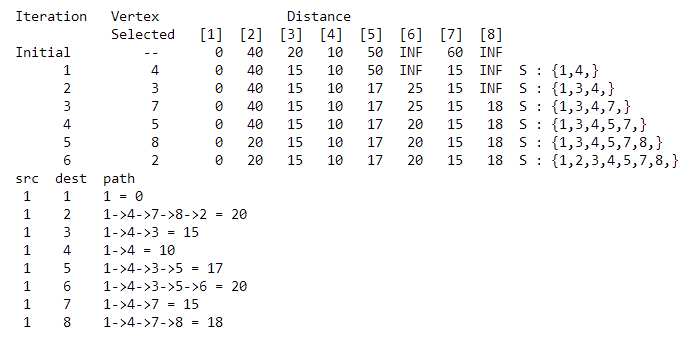 Iteration   Vertex                Distance
            Selected   [1]  [2]  [3]  [4]  [5]  [6]  [7]  [8]
Initial         --       0   40   20   10   50  INF   60  INF
      1          4       0   40   15   10   50  INF   15  INF  S : {1,4,}
      2          3       0   40   15   10   17   25   15  INF  S : {1,3,4,}
      3          7       0   40   15   10   17   25   15   18  S : {1,3,4,7,}
      4          5       0   40   15   10   17   20   15   18  S : {1,3,4,5,7,}
      5          8       0   20   15   10   17   20   15   18  S : {1,3,4,5,7,8,}
      6          2       0   20   15   10   17   20   15   18  S : {1,2,3,4,5,7,8,}
src  dest  path
 1    1    1 = 0
 1    2    1->4->7->8->2 = 20
 1    3    1->4->3 = 15
 1    4    1->4 = 10
 1    5    1->4->3->5 = 17
 1    6    1->4->3->5->6 = 20
 1    7    1->4->7 = 15
 1    8    1->4->7->8 = 18